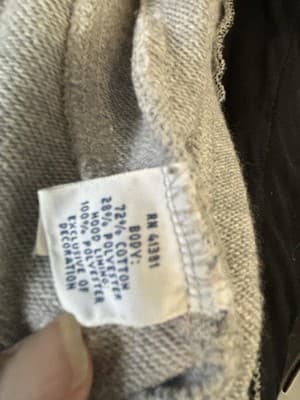 RN 41381
BODY:
72% COTTON
28% POLYESTER
HOOD LINING:
100% POLYESTER
EXCLUSIVE OF
DECORATION